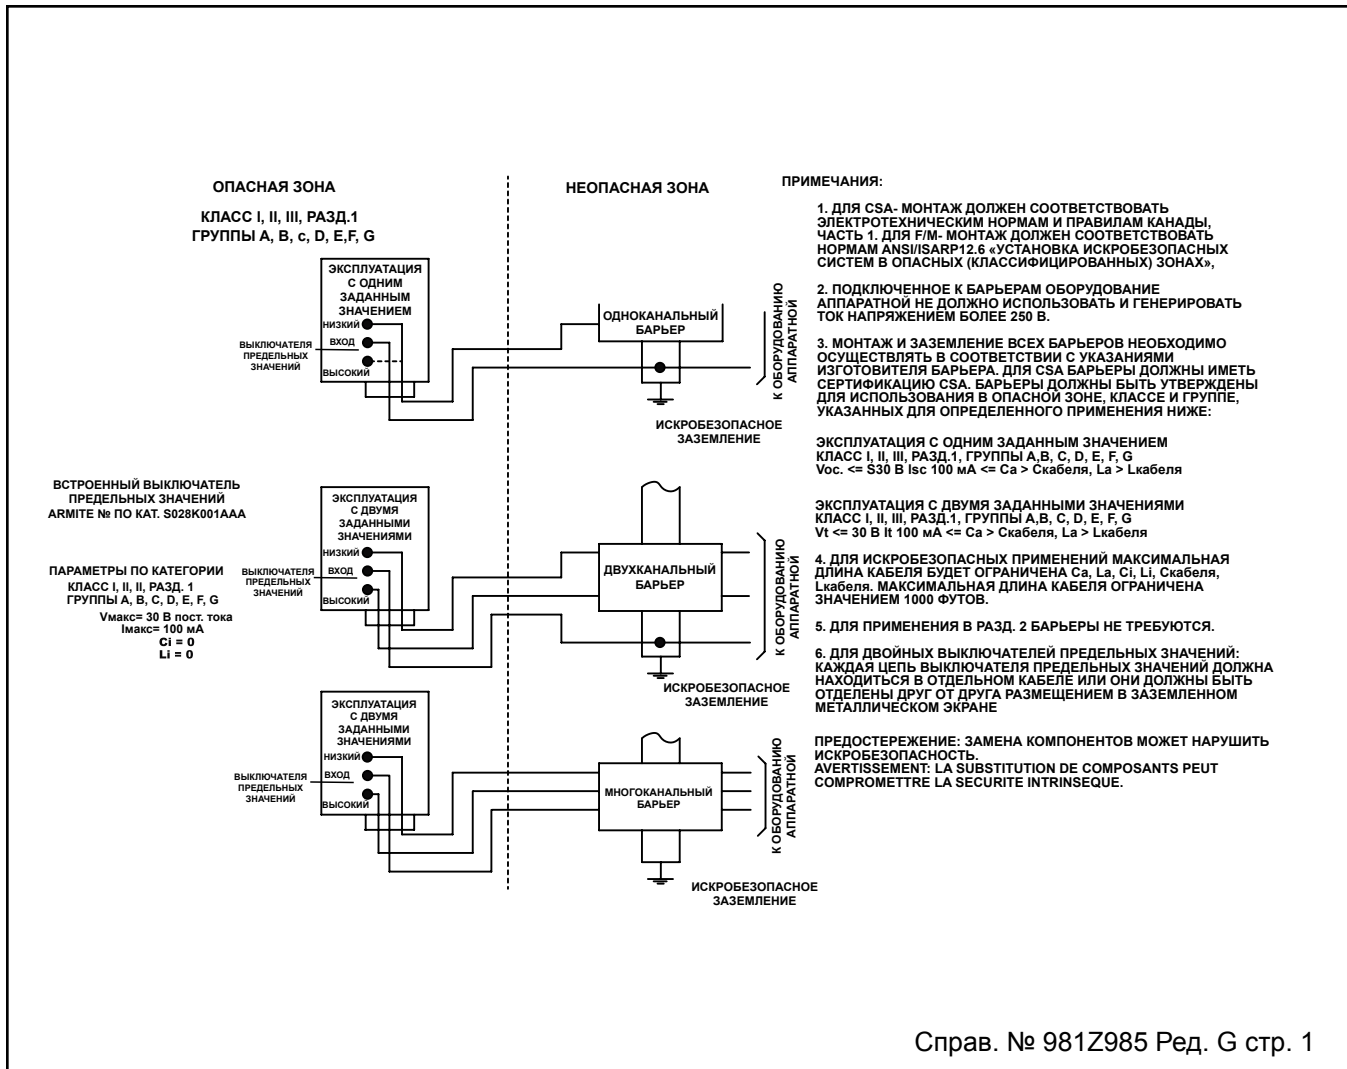 ОПАСНАЯ ЗОНА
КЛАСС I, II, III, РАЗД.1
ГРУППЫ A, B, c, D, E,F, G
НЕОПАСНАЯ ЗОНА
ЭКСПЛУАТАЦИЯ
С ОДНИМ
ЗАДАННЫМ
ЗНАЧЕНИЕМ
НИЗКИЙ
ВХОД
ВЫСОКИЙ
ВЫКЛЮЧАТЕЛЯ
ПРЕДЕЛЬНЫХ
ЗНАЧЕНИЙ
ОДНОКАНАЛЬНЫЙ
БАРЬЕР
К ОБОРУДОВАНИЮ
АППАРАТНОЙ
ИСКРОБЕЗОПАСНОЕ
ЗАЗЕМЛЕНИЕ
ВСТРОЕННЫЙ ВЫКЛЮЧАТЕЛЬ
ПРЕДЕЛЬНЫХ ЗНАЧЕНИЙ
ARMITE № ПО КАТ. S028K001AAA
ПАРАМЕТРЫ ПО КАТЕГОРИИ
КЛАСС I, II, II, РАЗД. 1
ГРУППЫ A, B, C, D, E, F, G
Vмакс= 30 В пост. тока
Iмакс= 100 мА
Ci = 0
Li = 0
ЭКСПЛУАТАЦИЯ
С ДВУМЯ
ЗАДАННЫМИ
ЗНАЧЕНИЯМИ
НИЗКИЙ
ВХОД
ВЫСОКИЙ
ВЫКЛЮЧАТЕЛЯ
ПРЕДЕЛЬНЫХ
ЗНАЧЕНИЙ
ДВУХКАНАЛЬНЫЙ
БАРЬЕР
К ОБОРУДОВАНИЮ
АППАРАТНОЙ
ИСКРОБЕЗОПАСНОЕ
ЗАЗЕМЛЕНИЕ
ЭКСПЛУАТАЦИЯ
С ДВУМЯ
ЗАДАННЫМИ
ЗНАЧЕНИЯМИ
НИЗКИЙ
ВХОД
ВЫСОКИЙ
ВЫКЛЮЧАТЕЛЯ
ПРЕДЕЛЬНЫХ
ЗНАЧЕНИЙ
МНОГОКАНАЛЬНЫЙ
БАРЬЕР
К ОБОРУДОВАНИЮ
АППАРАТНОЙ
ИСКРОБЕЗОПАСНОЕ
ЗАЗЕМЛЕНИЕ
ПРИМЕЧАНИЯ:
1. ДЛЯ CSA- МОНТАЖ ДОЛЖЕН СООТВЕТСТВОВАТЬ
ЭЛЕКТРОТЕХНИЧЕСКИМ НОРМАМ И ПРАВИЛАМ КАНАДЫ,
ЧАСТЬ 1. ДЛЯ F/M- МОНТАЖ ДОЛЖЕН СООТВЕТСТВОВАТЬ
НОРМАМ ANSI/ISARP12.6 «УСТАНОВКА ИСКРОБЕЗОПАСНЫХ
СИСТЕМ В ОПАСНЫХ (КЛАССИФИЦИРОВАННЫХ) ЗОНАХ»,
2. ПОДКЛЮЧЕННОЕ К БАРЬЕРАМ ОБОРУДОВАНИЕ
АППАРАТНОЙ НЕ ДОЛЖНО ИСПОЛЬЗОВАТЬ И ГЕНЕРИРОВАТЬ
ТОК НАПРЯЖЕНИЕМ БОЛЕЕ 250 В.
3. МОНТАЖ И ЗАЗЕМЛЕНИЕ ВСЕХ БАРЬЕРОВ НЕОБХОДИМО
ОСУЩЕСТВЛЯТЬ В СООТВЕТСТВИИ С УКАЗАНИЯМИ
ИЗГОТОВИТЕЛЯ БАРЬЕРА. ДЛЯ CSA БАРЬЕРЫ ДОЛЖНЫ ИМЕТЬ
СЕРТИФИКАЦИЮ CSA. БАРЬЕРЫ ДОЛЖНЫ БЫТЬ УТВЕРЖДЕНЫ
ДЛЯ ИСПОЛЬЗОВАНИЯ В ОПАСНОЙ ЗОНЕ, КЛАССЕ И ГРУППЕ,
УКАЗАННЫХ ДЛЯ ОПРЕДЕЛЕННОГО ПРИМЕНЕНИЯ НИЖЕ:
ЭКСПЛУАТАЦИЯ С ОДНИМ ЗАДАННЫМ ЗНАЧЕНИЕМ
КЛАСС I, II, III, РАЗД.1, ГРУППЫ A,B, C, D, E, F, G
Voc. <= S30 В Isc 100 мА <= Ca > Cкабеля, La > Lкабеля
ЭКСПЛУАТАЦИЯ С ДВУМЯ ЗАДАННЫМИ ЗНАЧЕНИЯМИ
КЛАСС I, II, III, РАЗД.1, ГРУППЫ A,B, C, D, E, F, G
Vt <= 30 В It 100 мА <= Ca > Cкабеля, La > Lкабеля
4. ДЛЯ ИСКРОБЕЗОПАСНЫХ ПРИМЕНЕНИЙ МАКСИМАЛЬНАЯ
ДЛИНА КАБЕЛЯ БУДЕТ ОГРАНИЧЕНА Ca, La, Ci, Li, Cкабеля,
Lкабеля. МАКСИМАЛЬНАЯ ДЛИНА КАБЕЛЯ ОГРАНИЧЕНА
ЗНАЧЕНИЕМ 1000 ФУТОВ.
5. ДЛЯ ПРИМЕНЕНИЯ В РАЗД. 2 БАРЬЕРЫ НЕ ТРЕБУЮТСЯ.
6. ДЛЯ ДВОЙНЫХ ВЫКЛЮЧАТЕЛЕЙ ПРЕДЕЛЬНЫХ ЗНАЧЕНИЙ:
КАЖДАЯ ЦЕПЬ ВЫКЛЮЧАТЕЛЯ ПРЕДЕЛЬНЫХ ЗНАЧЕНИЙ ДОЛЖНА
НАХОДИТЬСЯ В ОТДЕЛЬНОМ КАБЕЛЕ ИЛИ ОНИ ДОЛЖНЫ БЫТЬ
ОТДЕЛЕНЫ ДРУГ ОТ ДРУГА РАЗМЕЩЕНИЕМ В ЗАЗЕМЛЕННОМ
МЕТАЛЛИЧЕСКОМ ЭКРАНЕ
ПРЕДОСТЕРЕЖЕНИЕ: ЗАМЕНА КОМПОНЕНТОВ МОЖЕТ НАРУШИТЬ
ИСКРОБЕЗОПАСНОСТЬ.
AVERTISSEMENT: LA SUBSTITUTION DE COMPOSANTS PEUT
COMPROMETTRE LA SECURITE INTRINSEQUE.
Справ. № 981Z985 Ред. G стр. 1